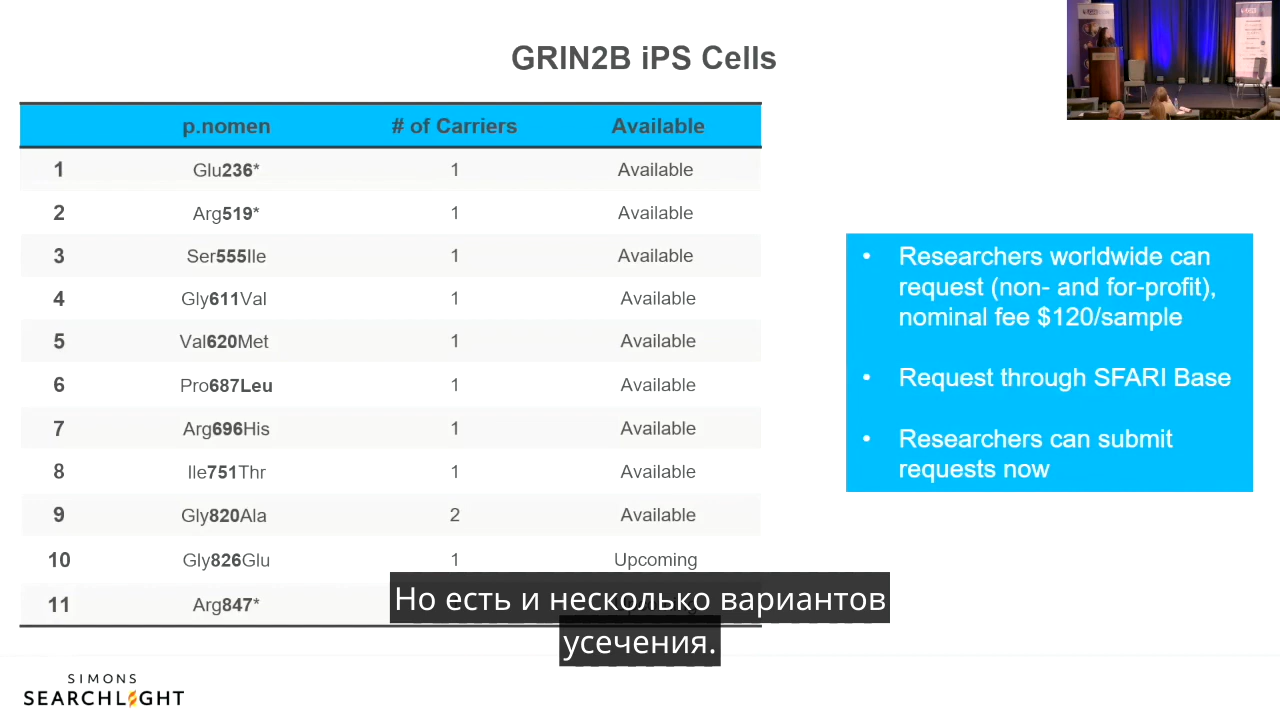 GRIN2B iPS Cells
p.nomen # of Carriers Available
1 Glu236* 1 Available
2 Arg519* 1 Available
3 Ser555Ile 1 Available
4 Gly611Val 1 Available
5 Val620Met 1 Available
6 Pro687Leu 1 Available
7 Arg696His 1 Available
8 Ile751Thr 1 Available
9 Gly820Ala 2 Available
10 Gly826Glu 1 Upcoming
11 Arg847*
• Researchers worldwide can
request (non- and for-profit),
nominal fee $120/sample
• Request through SFARI Base
• Researchers can submit
requests now
Но есть и несколько вариантов
усечения.
SIMONS
SEARCHLIGHT